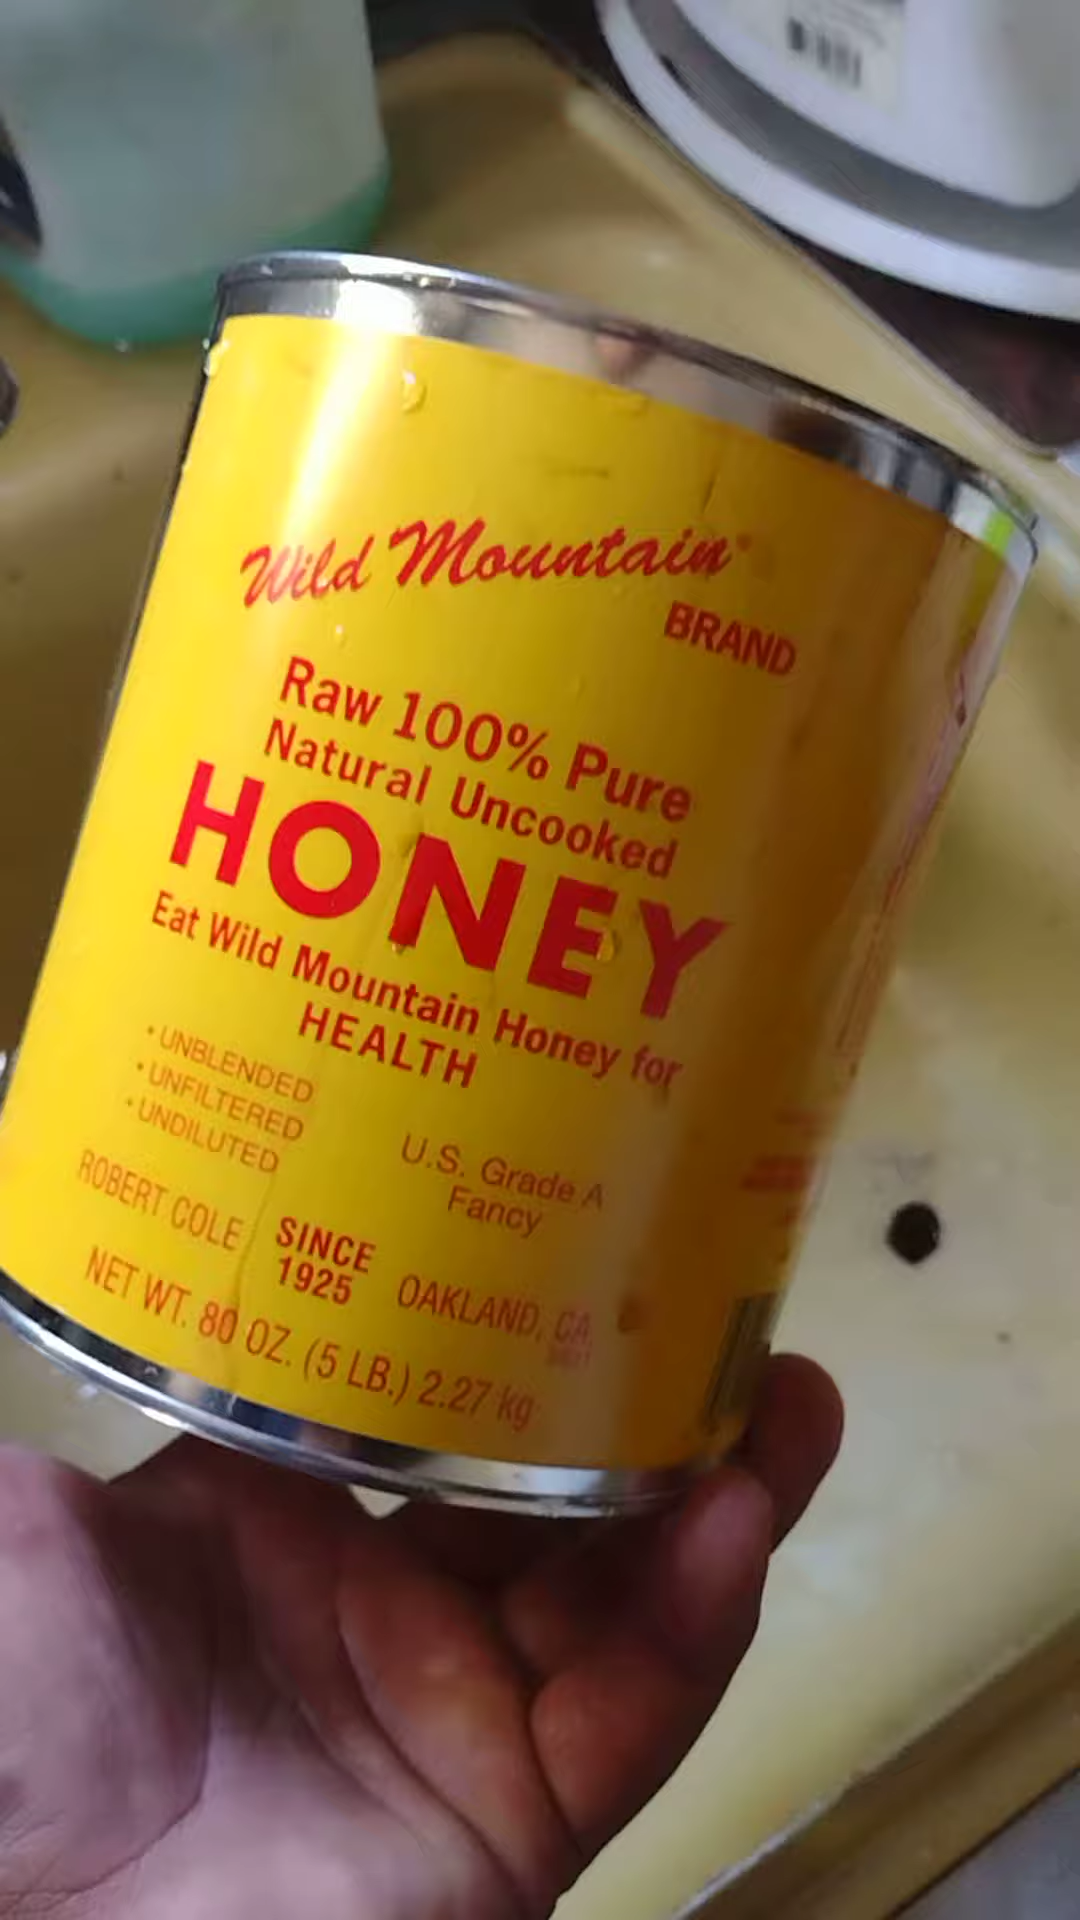 Wild Mountain®
BRAND
Raw 100% Pure
Natural Uncooked
HONEY
Eat Wild Mountain Honey for
HEALTH
• UNBLENDED
• UNFILTERED
• UNDILUTED
U.S. Grade A
Fancy
ROBERT COLE
SINCE
1925
OAKLAND, CA
NET WT. 80 OZ. (5 LB.) 2.27 kg